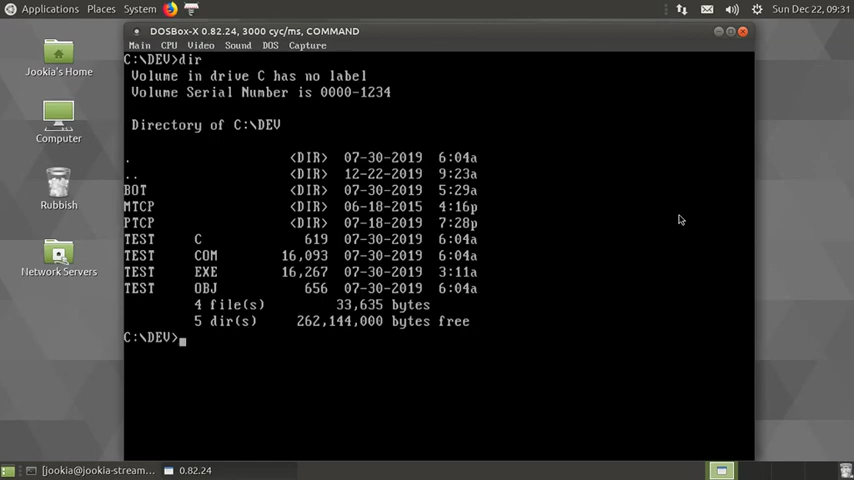 Applications Places System
Sun Dec 22, 09:31
DOSBox-X 0.82.24, 3000 cyc/ms, COMMAND
Main CPU Video Sound DOS Capture
C:\DEV>dir
Volume in drive C has no label
Volume Serial Number is 0000-1234
Directory of C:\DEV
. <DIR> 07-30-2019 6:04a
.. <DIR> 12-22-2019 9:23a
BOT <DIR> 07-30-2019 5:29a
MTCP <DIR> 06-18-2015 4:16p
PTCP <DIR> 07-18-2019 7:28p
TEST C 619 07-30-2019 6:04a
TEST COM 16,093 07-30-2019 6:04a
TEST EXE 16,267 07-30-2019 3:11a
TEST OBJ 656 07-30-2019 6:04a
4 file(s) 33,635 bytes
5 dir(s) 262,144,000 bytes free
C:\DEV>
Jookia's Home
Computer
Rubbish
Network Servers
[jookia@jookia-stream...
0.82.24